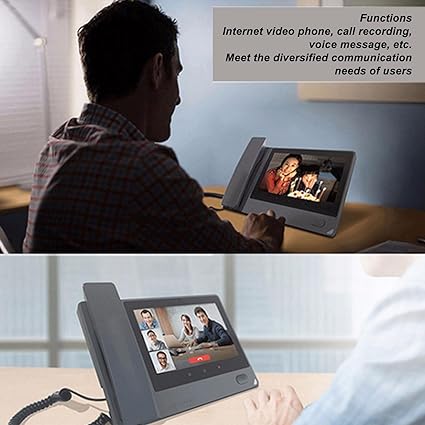 Functions
Internet video phone, call recording,
voice message, etc.
Meet the diversified communication
needs of users